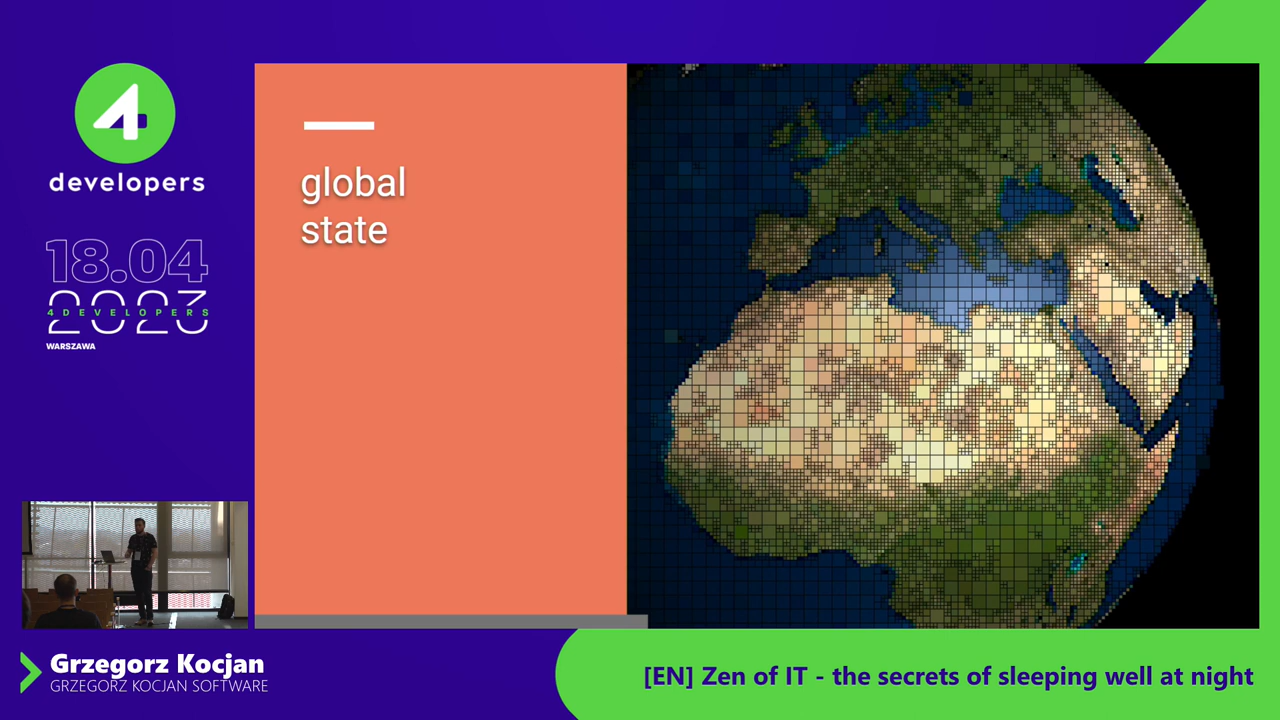 4
developers
18.04
2023
4DEVELOPERS
WARSZAWA
global
state
Grzegorz Kocjan
GRZEGORZ KOCJAN SOFTWARE
[EN] Zen of IT - the secrets of sleeping well at night